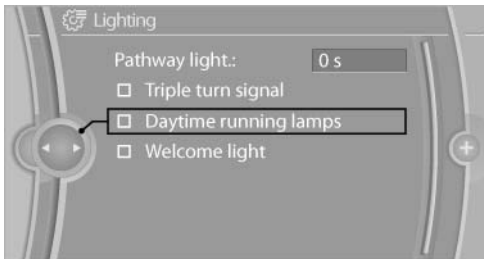 Lighting
Pathway light.: 0 s
Triple turn signal
Daytime running lamps
Welcome light